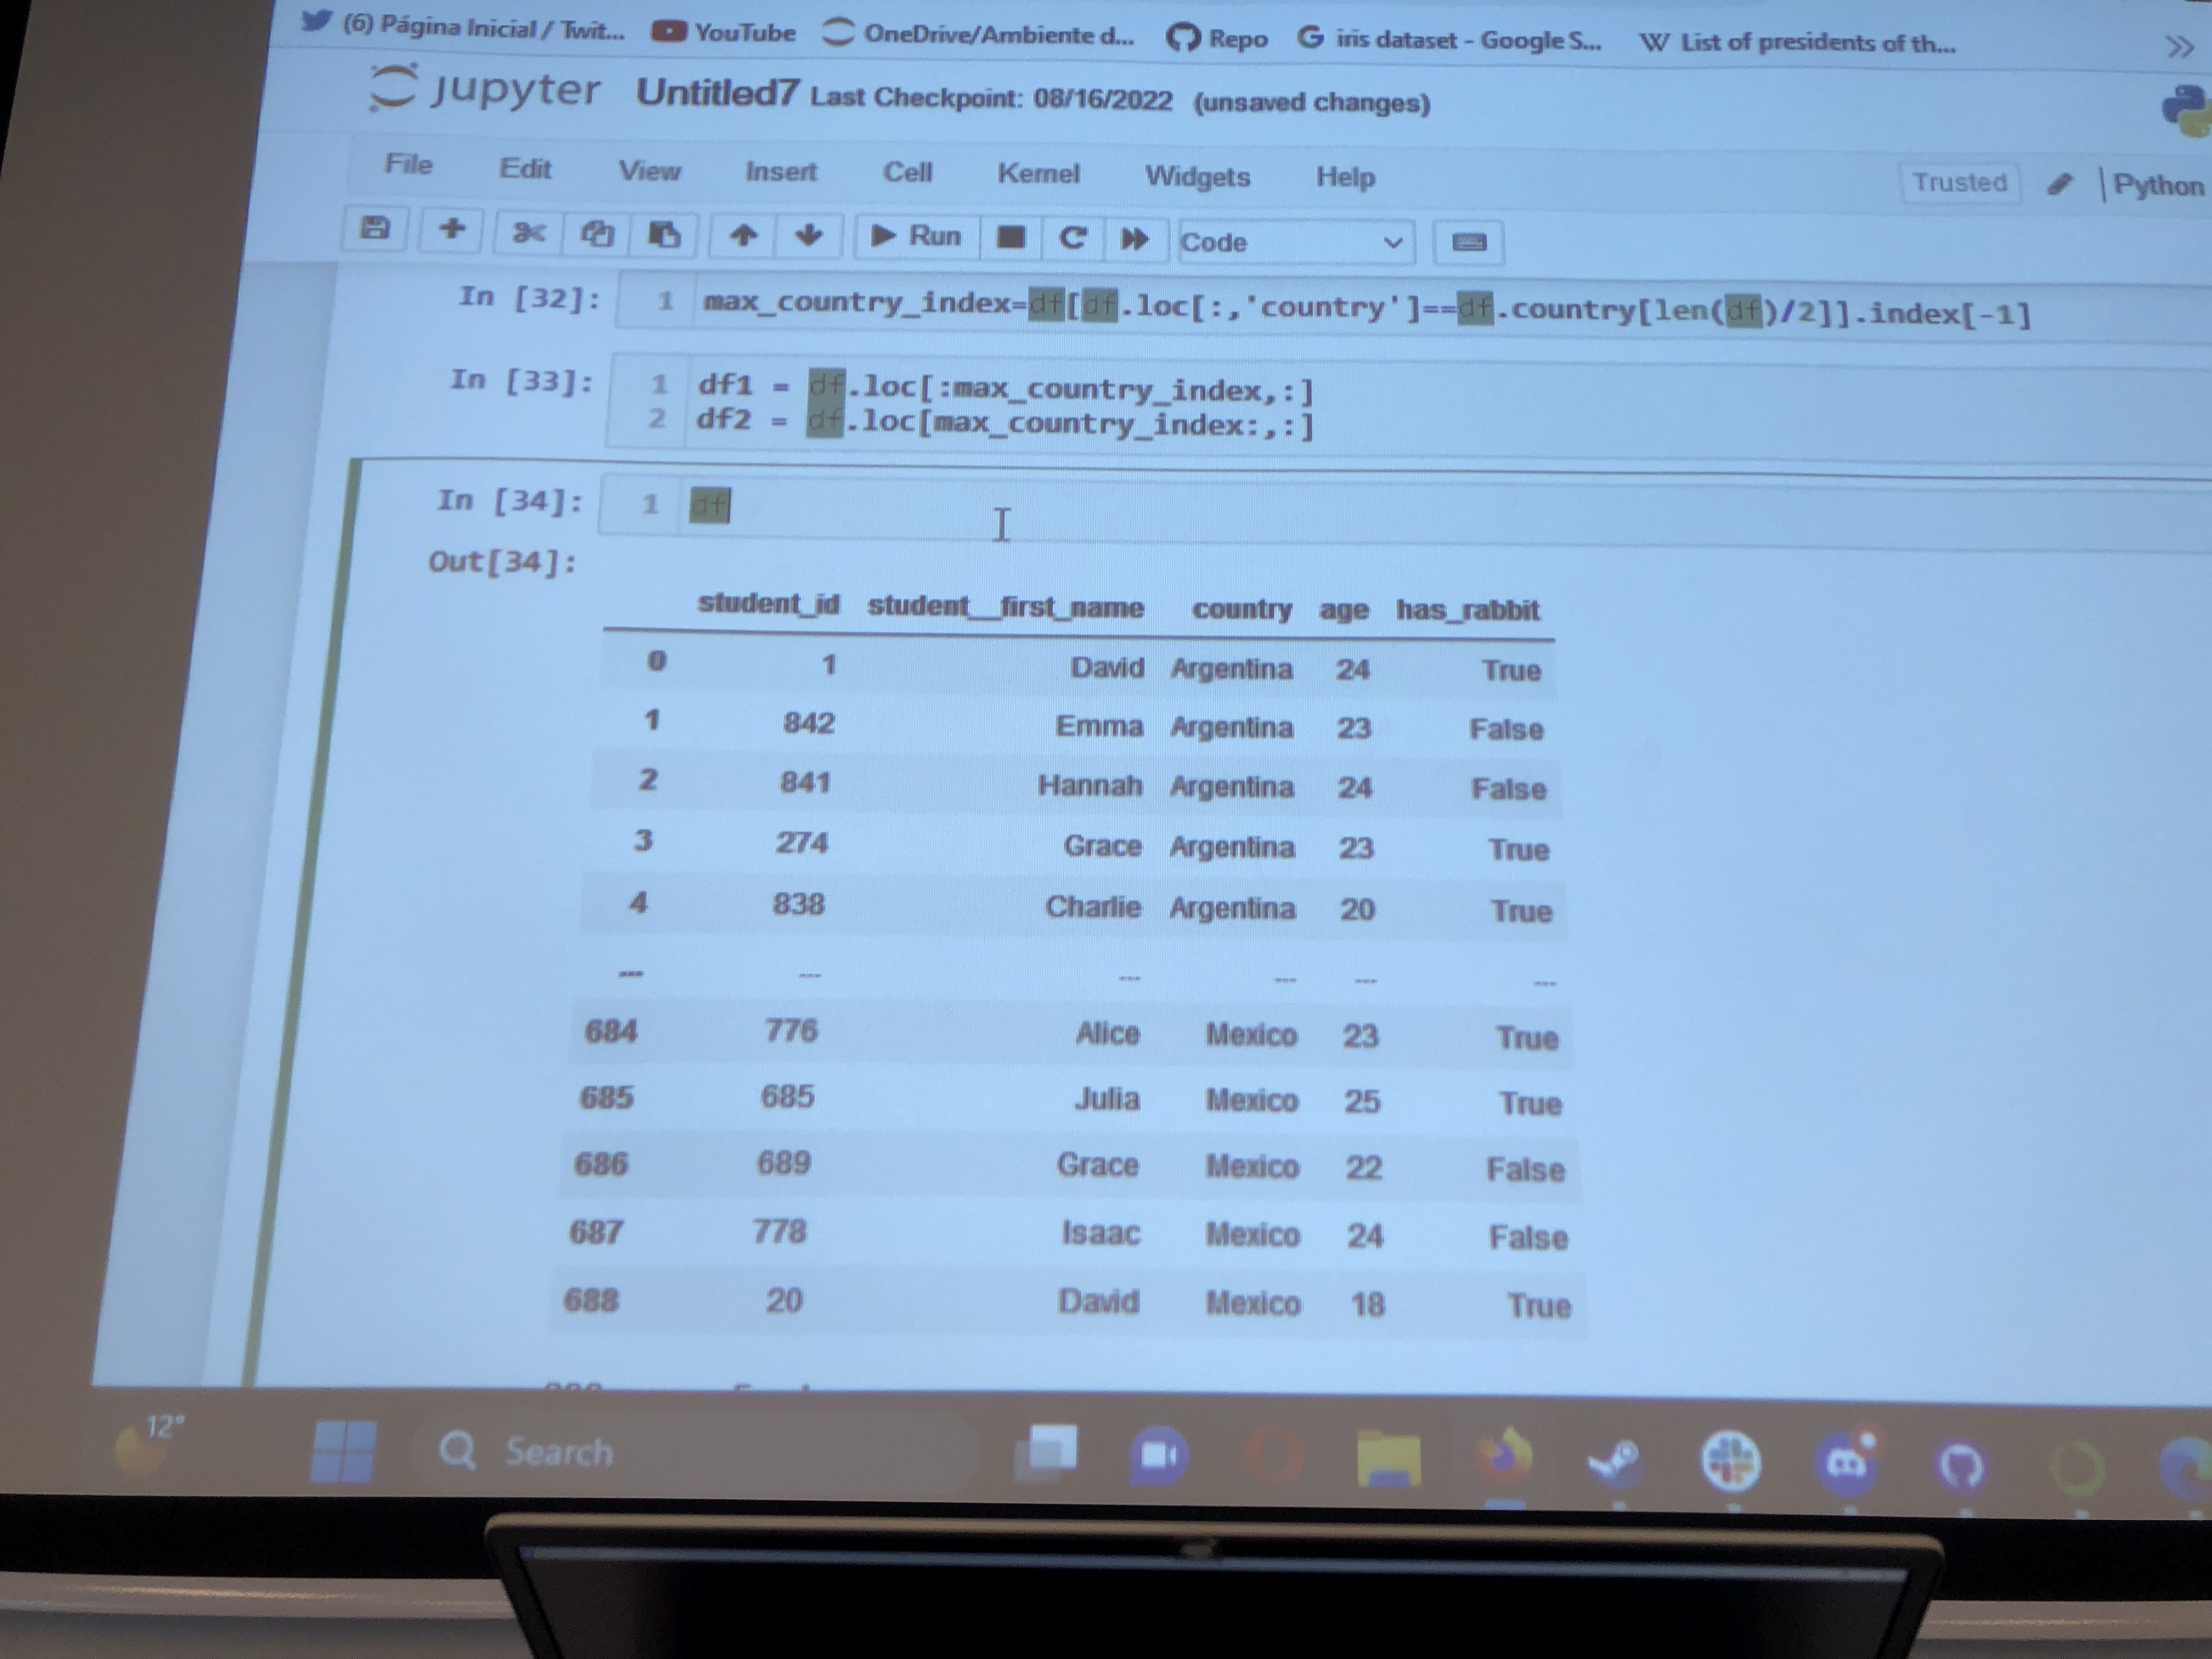 (6) Página Inicial / Twit... YouTube OneDrive/Ambiente d... Repo iris dataset - Google S... List of presidents of th...
jupyter Untitled7 Last Checkpoint: 08/16/2022 (unsaved changes)
File Edit View Insert Cell Kernel Widgets Help Trusted Python
Run Code
In [32]: 1 max_country_index=df[df.loc[:,'country']==df.country[len(df)/2]].index[-1]
In [33]: 1 df1 = df.loc[:max_country_index,:]
2 df2 = df.loc[max_country_index:,:]
In [34]: 1 df
Out[34]:
student_id student__first_name country age has_rabbit
0 1 David Argentina 24 True
1 842 Emma Argentina 23 False
2 841 Hannah Argentina 24 False
3 274 Grace Argentina 23 True
4 838 Charlie Argentina 20 True
... ... ... ... ... ...
684 776 Alice Mexico 23 True
685 685 Julia Mexico 25 True
686 689 Grace Mexico 22 False
687 778 Isaac Mexico 24 False
688 20 David Mexico 18 True
12°
Search